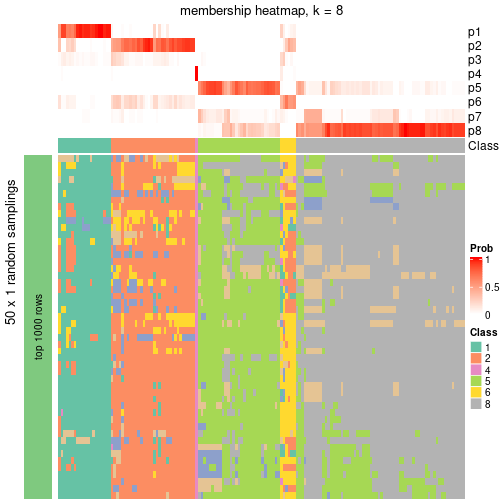 membership heatmap, k = 8
p1
p2
p3
p4
p5
p6
p7
p8
Class
50 x 1 random samplings
top 1000 rows
Prob
1
0.5
0
Class
1
2
4
5
6
8